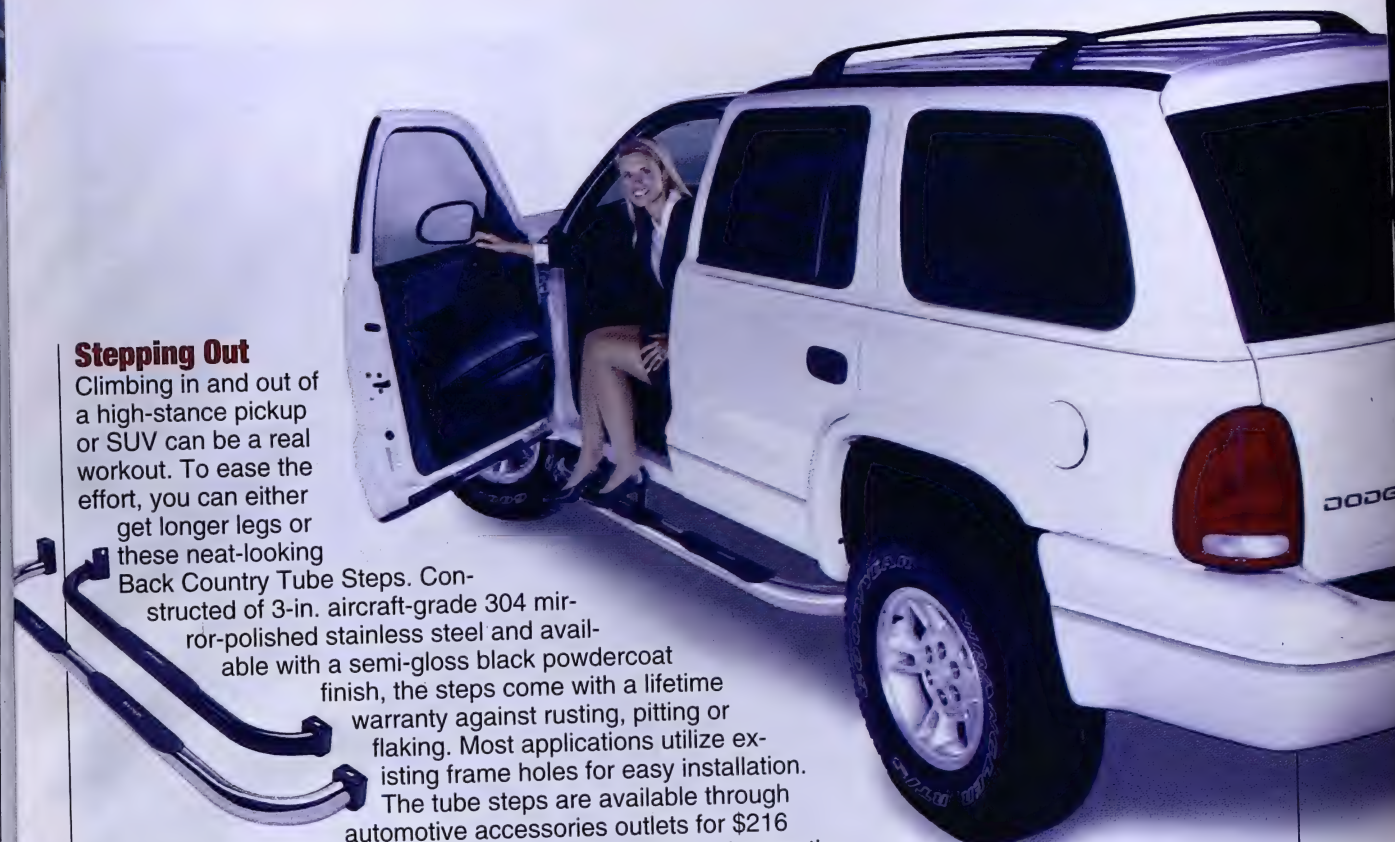 Stepping Out
Climbing in and out of
a high-stance pickup
or SUV can be a real
workout. To ease the
effort, you can either
get longer legs or
these neat-looking
Back Country Tube Steps. Con-
structed of 3-in. aircraft-grade 304 mir-
ror-polished stainless steel and avail-
able with a semi-gloss black powdercoat
finish, the steps come with a lifetime
warranty against rusting, pitting or
flaking. Most applications utilize ex-
isting frame holes for easy installation.
The tube steps are available through
automotive accessories outlets for $216
DODG
GOODYEAR
WRANGLER
RT/S